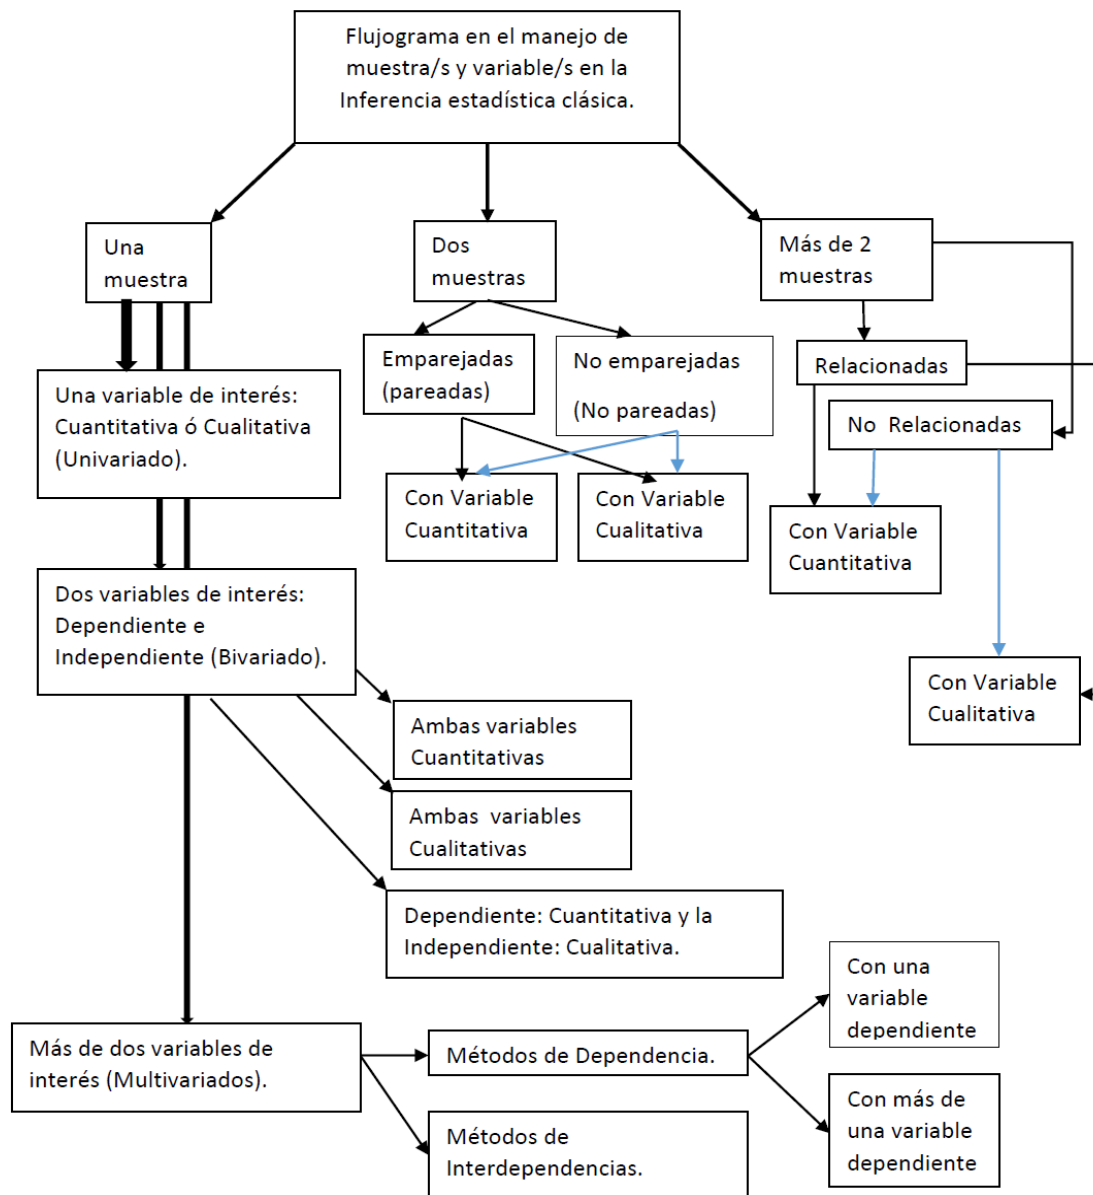 Flujograma en el manejo de
muestra/s y variable/s en la
Inferencia estadística clásica.
Una
muestra
Dos
muestras
Más de 2
muestras
Emparejadas
(pareadas)
No emparejadas
(No pareadas)
Relacionadas
No Relacionadas
Una variable de interés:
Cuantitativa ó Cualitativa
(Univariado).
Con Variable
Cuantitativa
Con Variable
Cualitativa
Con Variable
Cuantitativa
Con Variable
Cualitativa
Dos variables de interés:
Dependiente e
Independiente (Bivariado).
Ambas variables
Cuantitativas
Ambas variables
Cualitativas
Dependiente: Cuantitativa y la
Independiente: Cualitativa.
Más de dos variables de
interés (Multivariados).
Métodos de Dependencia.
Con una
variable
dependiente
Con más de
una variable
dependiente
Métodos de
Interdependencias.